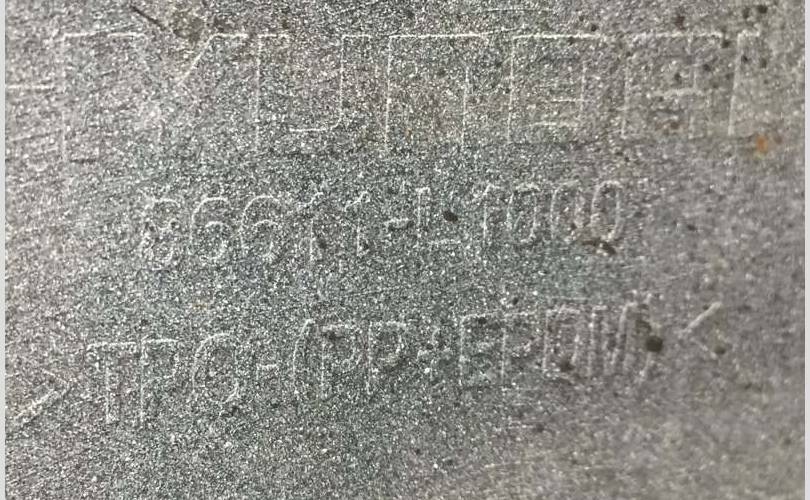 HYUNDAI
86611-L1000
>TPO-(PP+EPDM)<